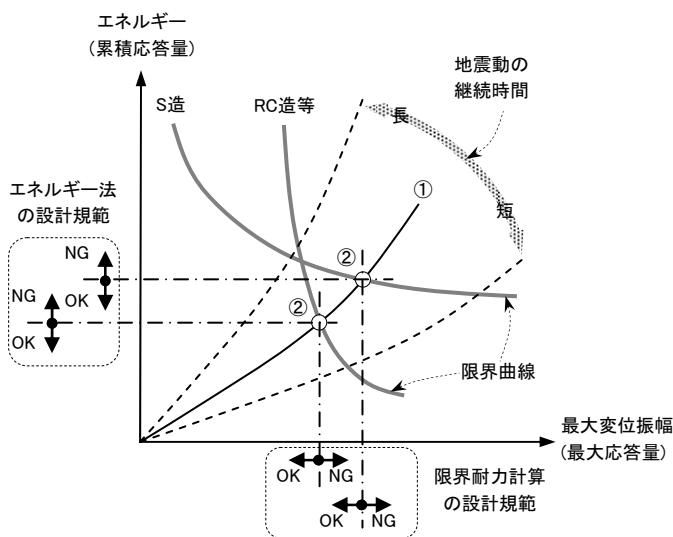 エネルギー
(累積応答量)
地震動の
継続時間
S造
RC造等
長
短
①
エネルギー法
の設計規範
NG
OK
NG
OK
②
②
限界曲線
最大変位振幅
(最大応答量)
OK
NG
OK
NG
限界耐力計算
の設計規範